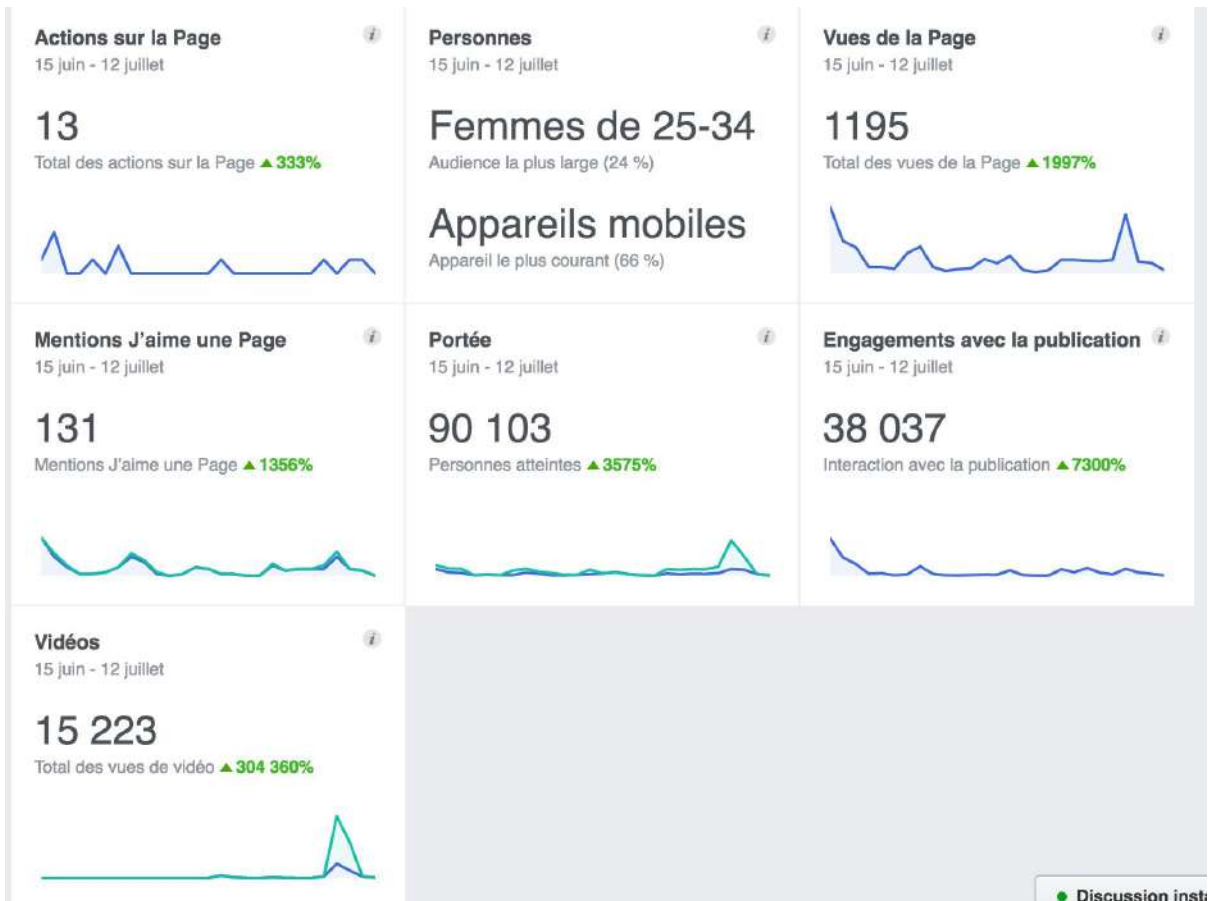 Actions sur la Page
15 juin - 12 juillet
13
Total des actions sur la Page ▲ 333%
Personnes
15 juin - 12 juillet
Femmes de 25-34
Audience la plus large (24 %)
Appareils mobiles
Appareil le plus courant (66 %)
Vues de la Page
15 juin - 12 juillet
1195
Total des vues de la Page ▲ 1997%
Mentions J'aime une Page
15 juin - 12 juillet
131
Mentions J'aime une Page ▲ 1356%
Portée
15 juin - 12 juillet
90 103
Personnes atteintes ▲ 3575%
Engagements avec la publication
15 juin - 12 juillet
38 037
Interaction avec la publication ▲ 7300%
Vidéos
15 juin - 12 juillet
15 223
Total des vues de vidéo ▲ 304 360%
Discussion insta